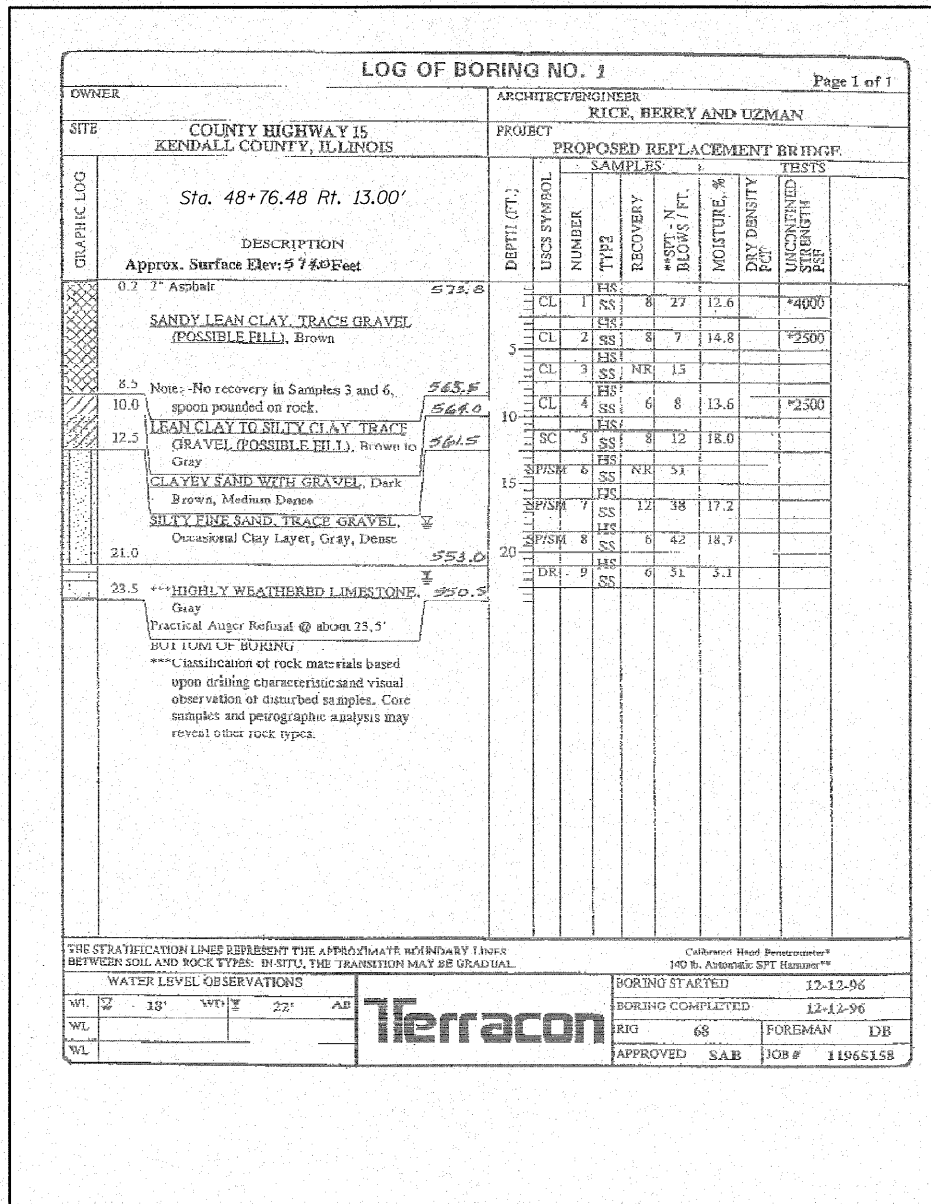 LOG OF BORING NO. 1
Page 1 of 1
OWNER
ARCHITECT/ENGINEER
RICE, BERRY AND UZMAN
SITE
COUNTY HIGHWAY 15
KENDALL COUNTY, ILLINOIS
PROJECT
PROPOSED REPLACEMENT BRIDGE
GRAPHIC LOG
Sta. 48+76.48 Rt. 13.00'
DESCRIPTION
Approx. Surface Elev: 574.0 Feet
SAMPLES
TESTS
DEPTH (FT.)
USCS SYMBOL
NUMBER
TYPE
RECOVERY
**SPT - N
BLOWS / FT.
MOISTURE, %
DRY DENSITY
PCF
UNCONFINED
STRENGTH
PSF
0.2 2" Asphalt 573.8
SANDY LEAN CLAY, TRACE GRAVEL
(POSSIBLE FILL), Brown
8.5 Note: -No recovery in Samples 3 and 6, 565.5
10.0 spoon pounded on rock. 564.0
LEAN CLAY TO SILTY CLAY, TRACE
12.5 GRAVEL (POSSIBLE FILL), Brown to 561.5
Gray
CLAYEY SAND WITH GRAVEL, Dark
Brown, Medium Dense
SILTY FINE SAND, TRACE GRAVEL,
Occasional Clay Layer, Gray, Dense
21.0 553.0
23.5 ***HIGHLY WEATHERED LIMESTONE, 550.5
Gray
Practical Auger Refusal @ about 23.5'
BOTTOM OF BORING
***Classification of rock materials based
upon drilling characteristics and visual
observation of disturbed samples. Core
samples and petrographic analysis may
reveal other rock types.
HS
CL 1 SS 8 27 12.6 *4000
HS
5 CL 2 SS 8 7 14.8 *2500
HS
CL 3 SS NR 15
HS
10 CL 4 SS 6 8 13.6 *2500
HS
SC 5 SS 8 12 18.0
HS
15 SP/SM 6 SS NR 51
HS
SP/SM 7 SS 12 38 17.2
HS
20 SP/SM 8 SS 6 42 18.7
HS
DR 9 SS 6 51 3.1
THE STRATIFICATION LINES REPRESENT THE APPROXIMATE BOUNDARY LINES
BETWEEN SOIL AND ROCK TYPES: IN-SITU, THE TRANSITION MAY BE GRADUAL.
Calibrated Hand Penetrometer*
140 lb. Automatic SPT Hammer**
WATER LEVEL OBSERVATIONS
WL 18' WD 22' AB
WL
WL
Terracon
BORING STARTED 12-12-96
BORING COMPLETED 12-12-96
RIG 68 FOREMAN DB
APPROVED SAB JOB # 11965158